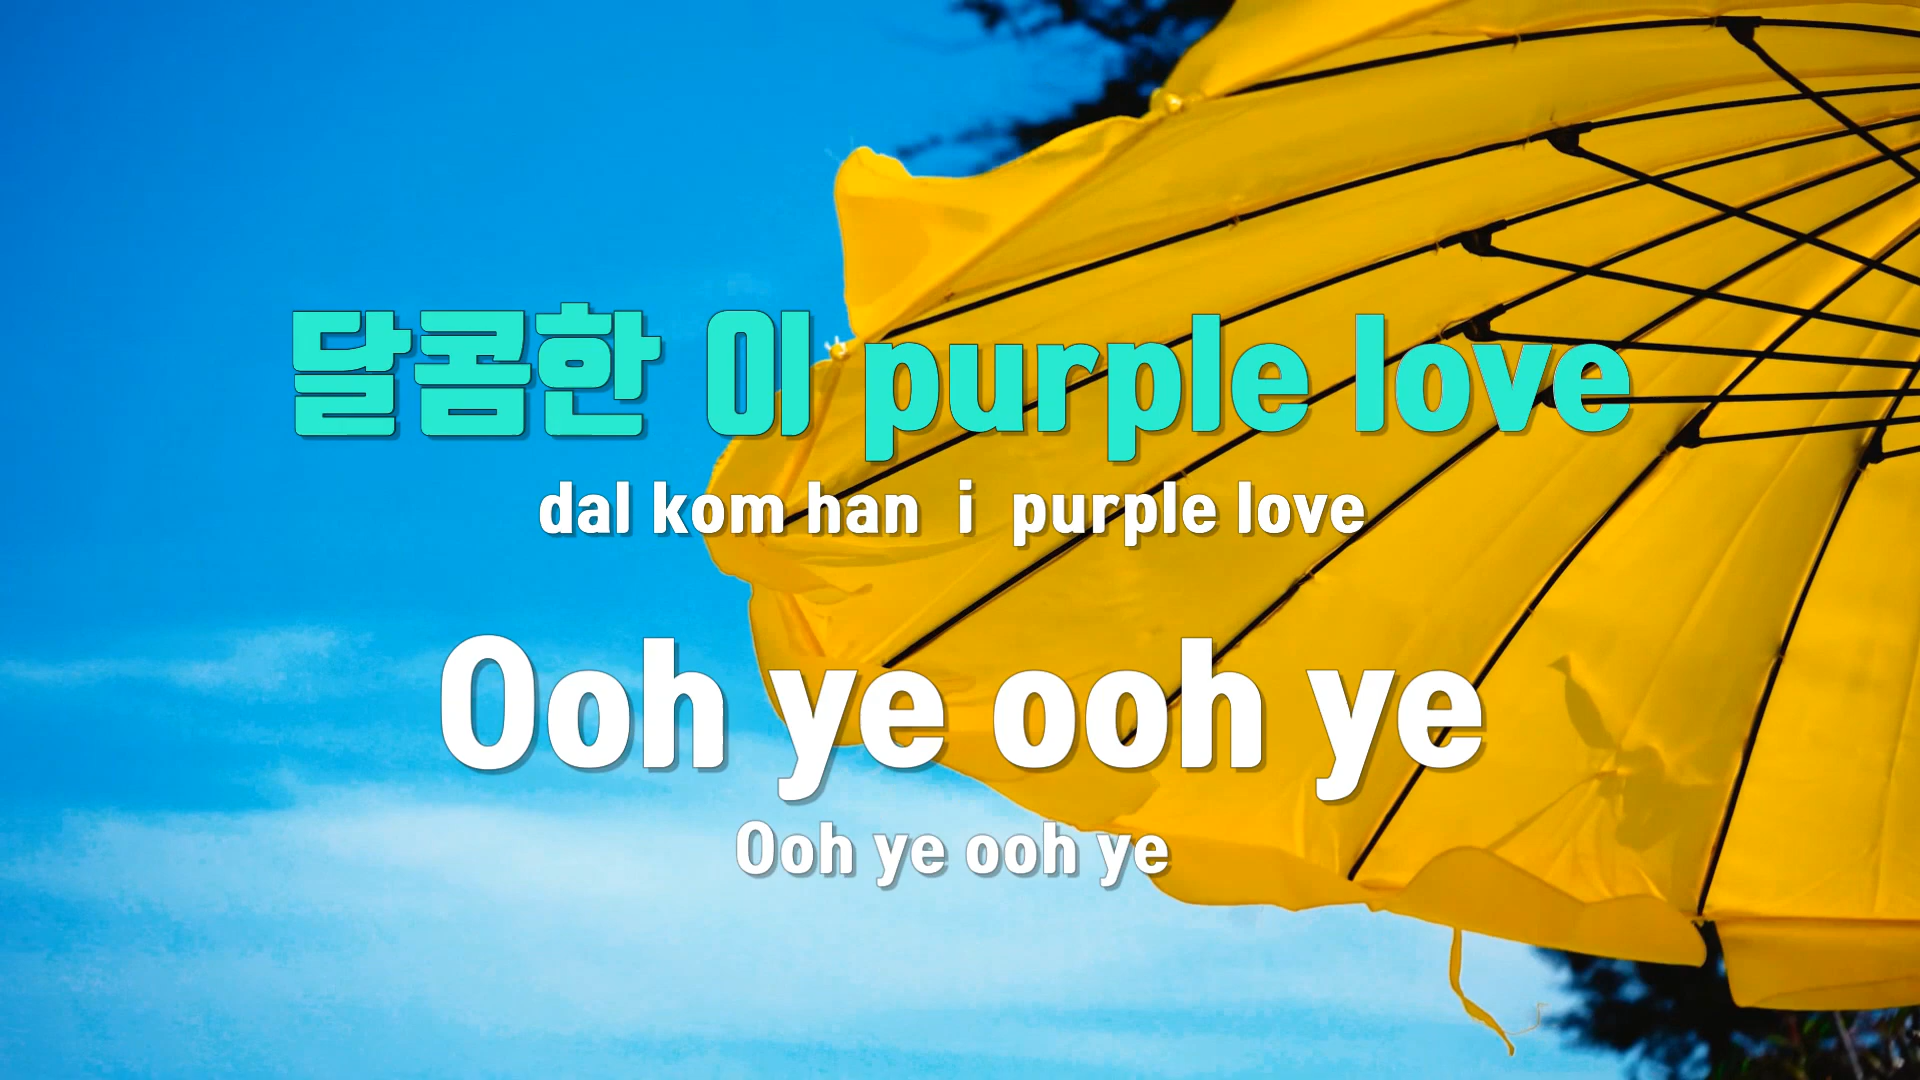 달콤한 이 purple love
dal kom han i purple love
Ooh ye ooh ye
Ooh ye ooh ye